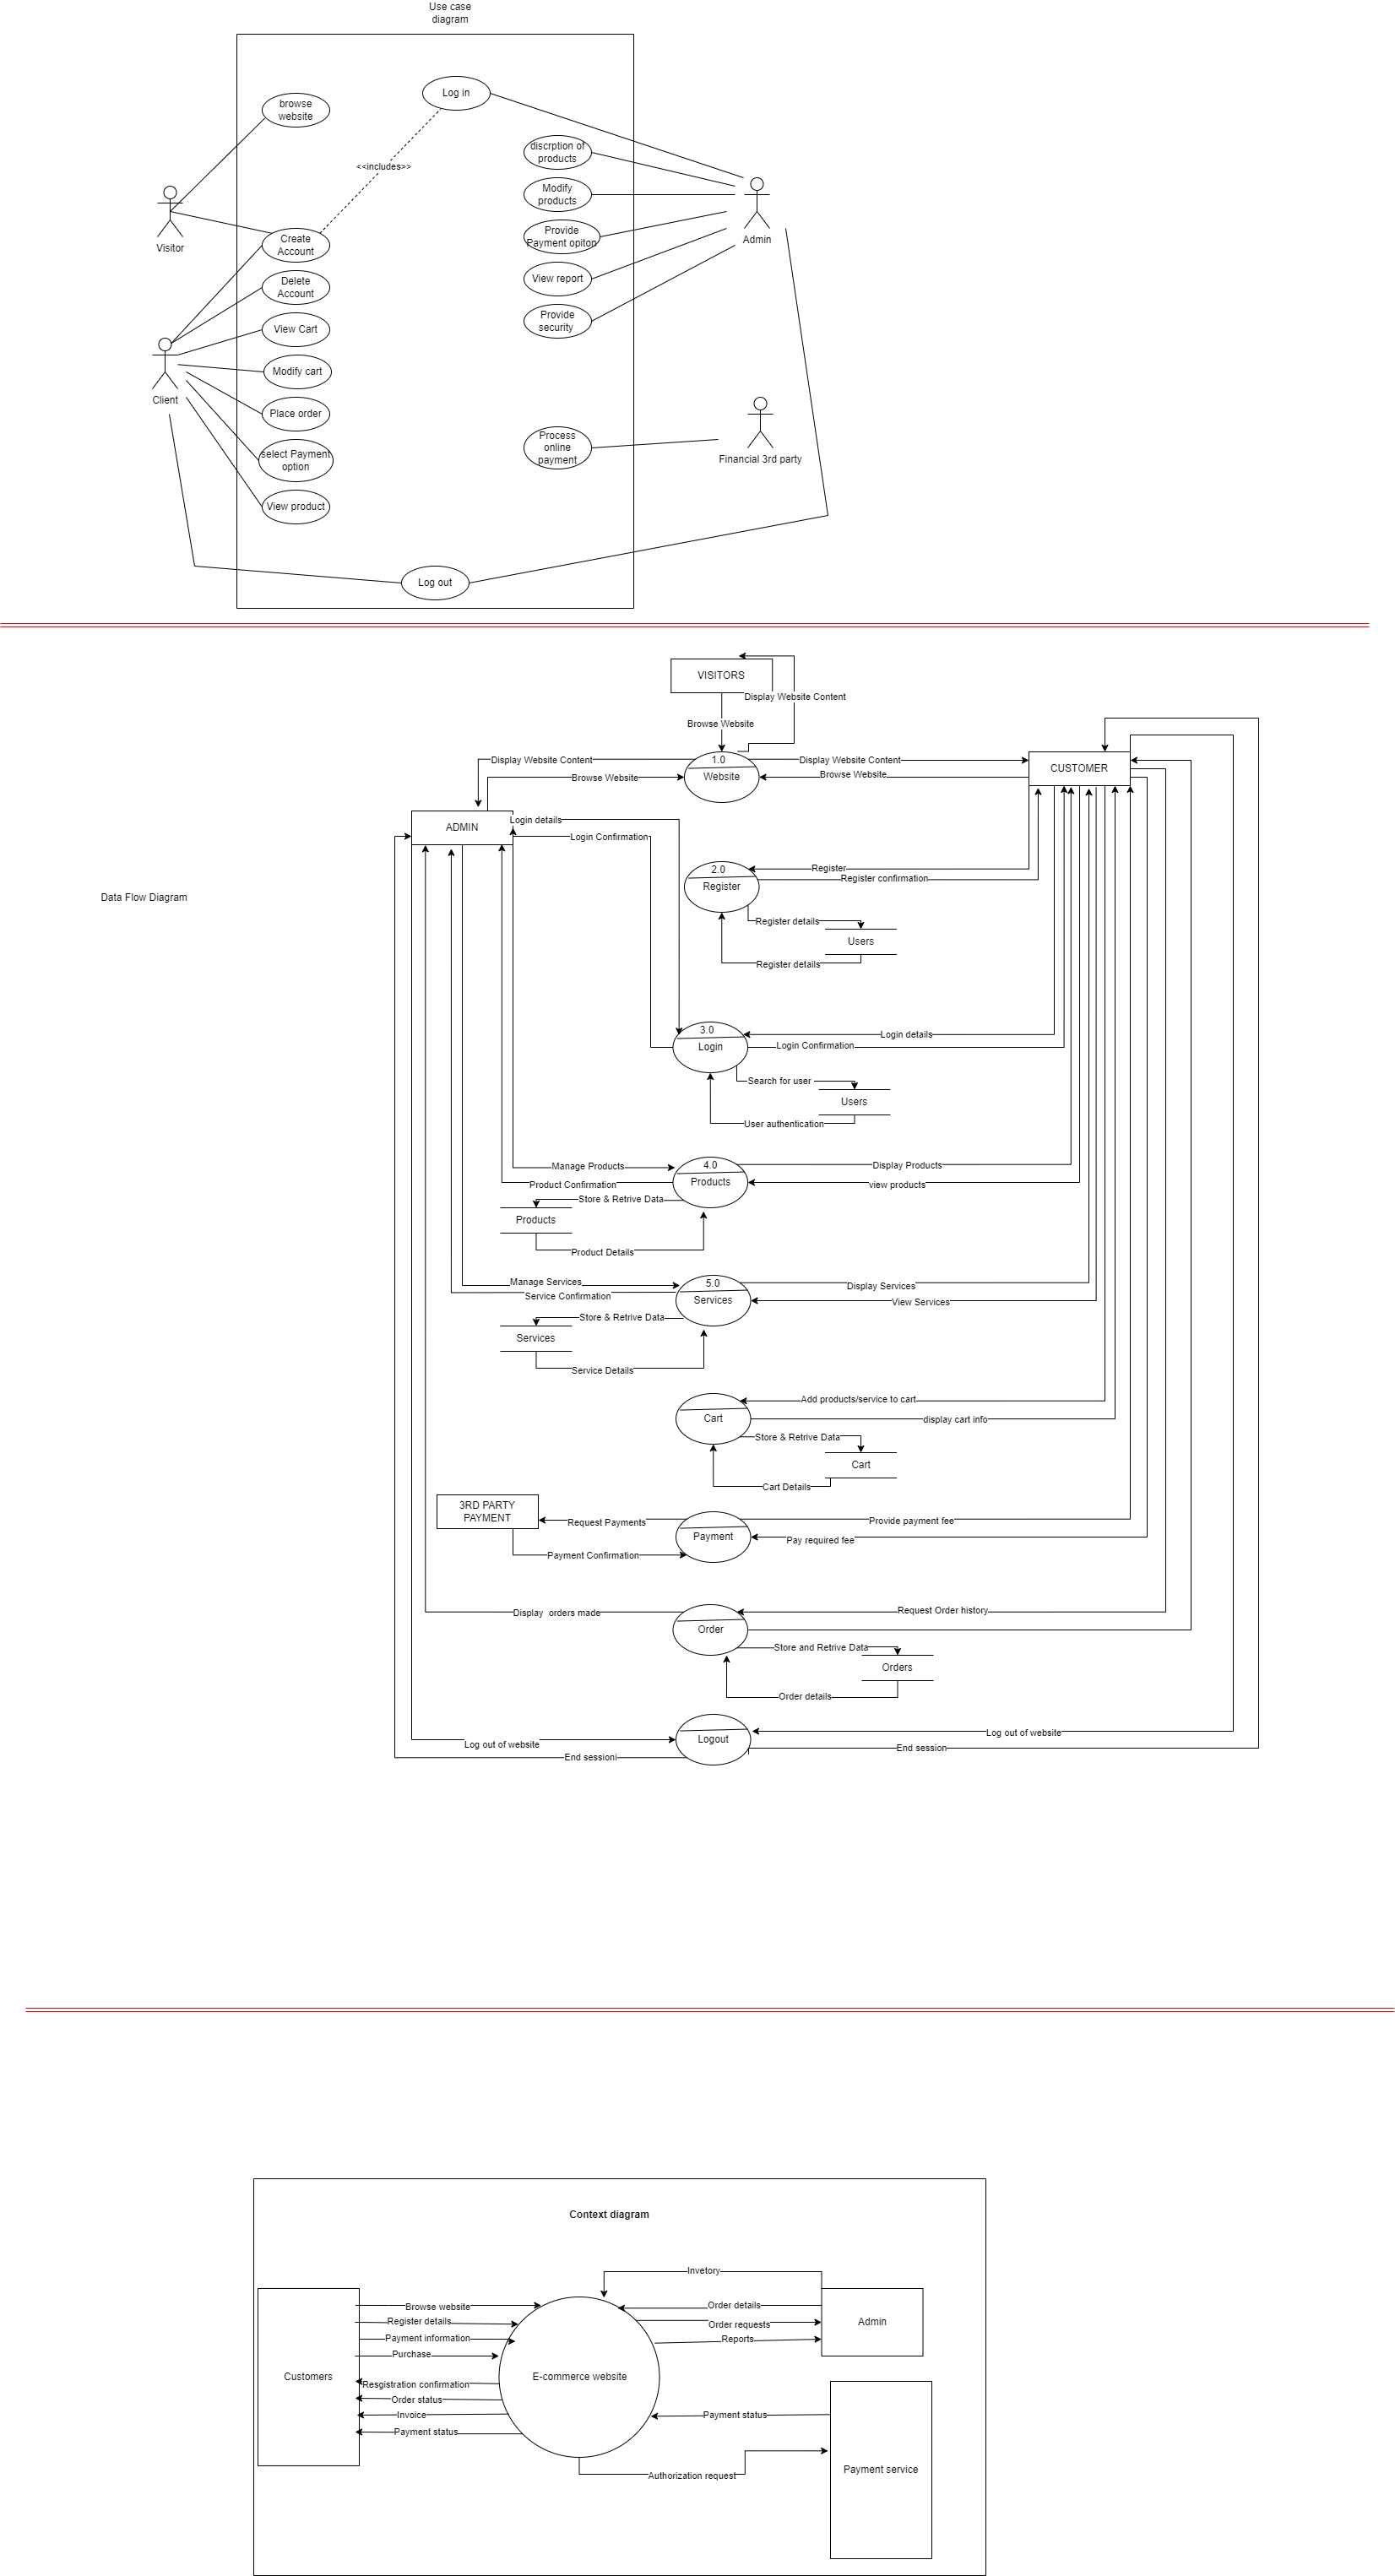 Use case
diagram
Log in
browse
website
<<includes>>
discrption of
products
Modify
products
Visitor
Create
Account
Provide
Payment opiton
Admin
Delete
Account
View report
View Cart
Provide
security
Modify cart
Client
Place order
Process
online
payment
Financial 3rd party
select Payment
option
View product
Log out
VISITORS
Display Website Content
Browse Website
1.0
Website
Display Website Content
Display Website Content
Browse Website
Browse Website
CUSTOMER
ADMIN
Login details
Login Confirmation
Data Flow Diagram
2.0
Register
Register
Register confirmation
Register details
Users
Register details
3.0
Login
Login details
Login Confirmation
Search for user
Users
User authentication
4.0
Products
Manage Products
Display Products
Product Confirmation
view products
Store & Retrive Data
Products
Product Details
5.0
Services
Manage Services
Display Services
Service Confirmation
View Services
Store & Retrive Data
Services
Service Details
Add products/service to cart
Cart
display cart info
Store & Retrive Data
Cart
Cart Details
3RD PARTY
PAYMENT
Request Payments
Payment
Provide payment fee
Pay required fee
Payment Confirmation
Display  orders made
Request Order history
Order
Store and Retrive Data
Orders
Order details
Logout
Log out of website
Log out of website
End sessioni
End session
Context diagram
Invetory
Browse website
Order details
Register details
Order requests
Admin
Payment information
Reports
Purchase
Customers
E-commerce website
Resgistration confirmation
Order status
Invoice
Payment status
Payment status
Payment service
Authorization request